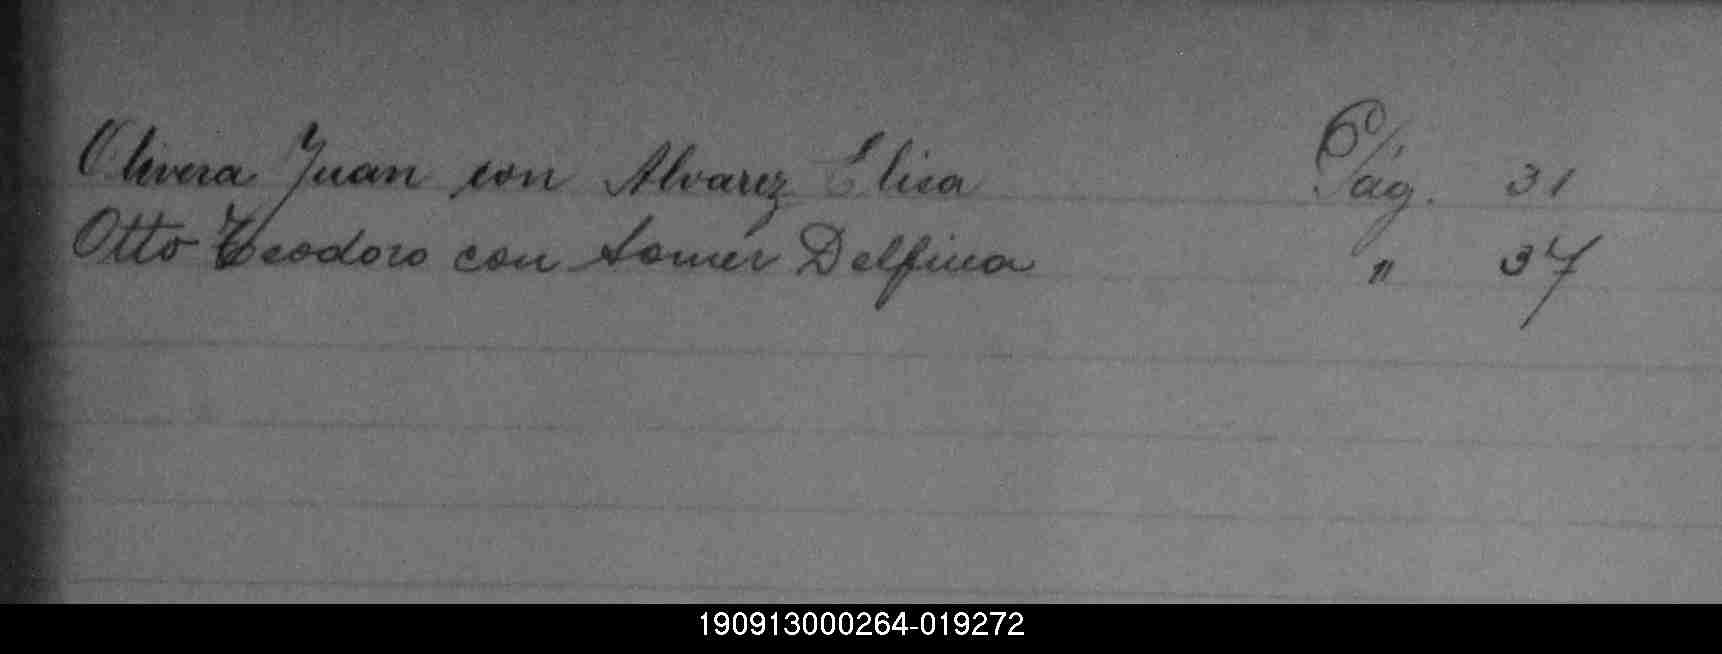 Olivera Juan con Alvarez Elisa Pág. 31
Otto Teodoro con Somer Delfina " 37
190913000264-019272